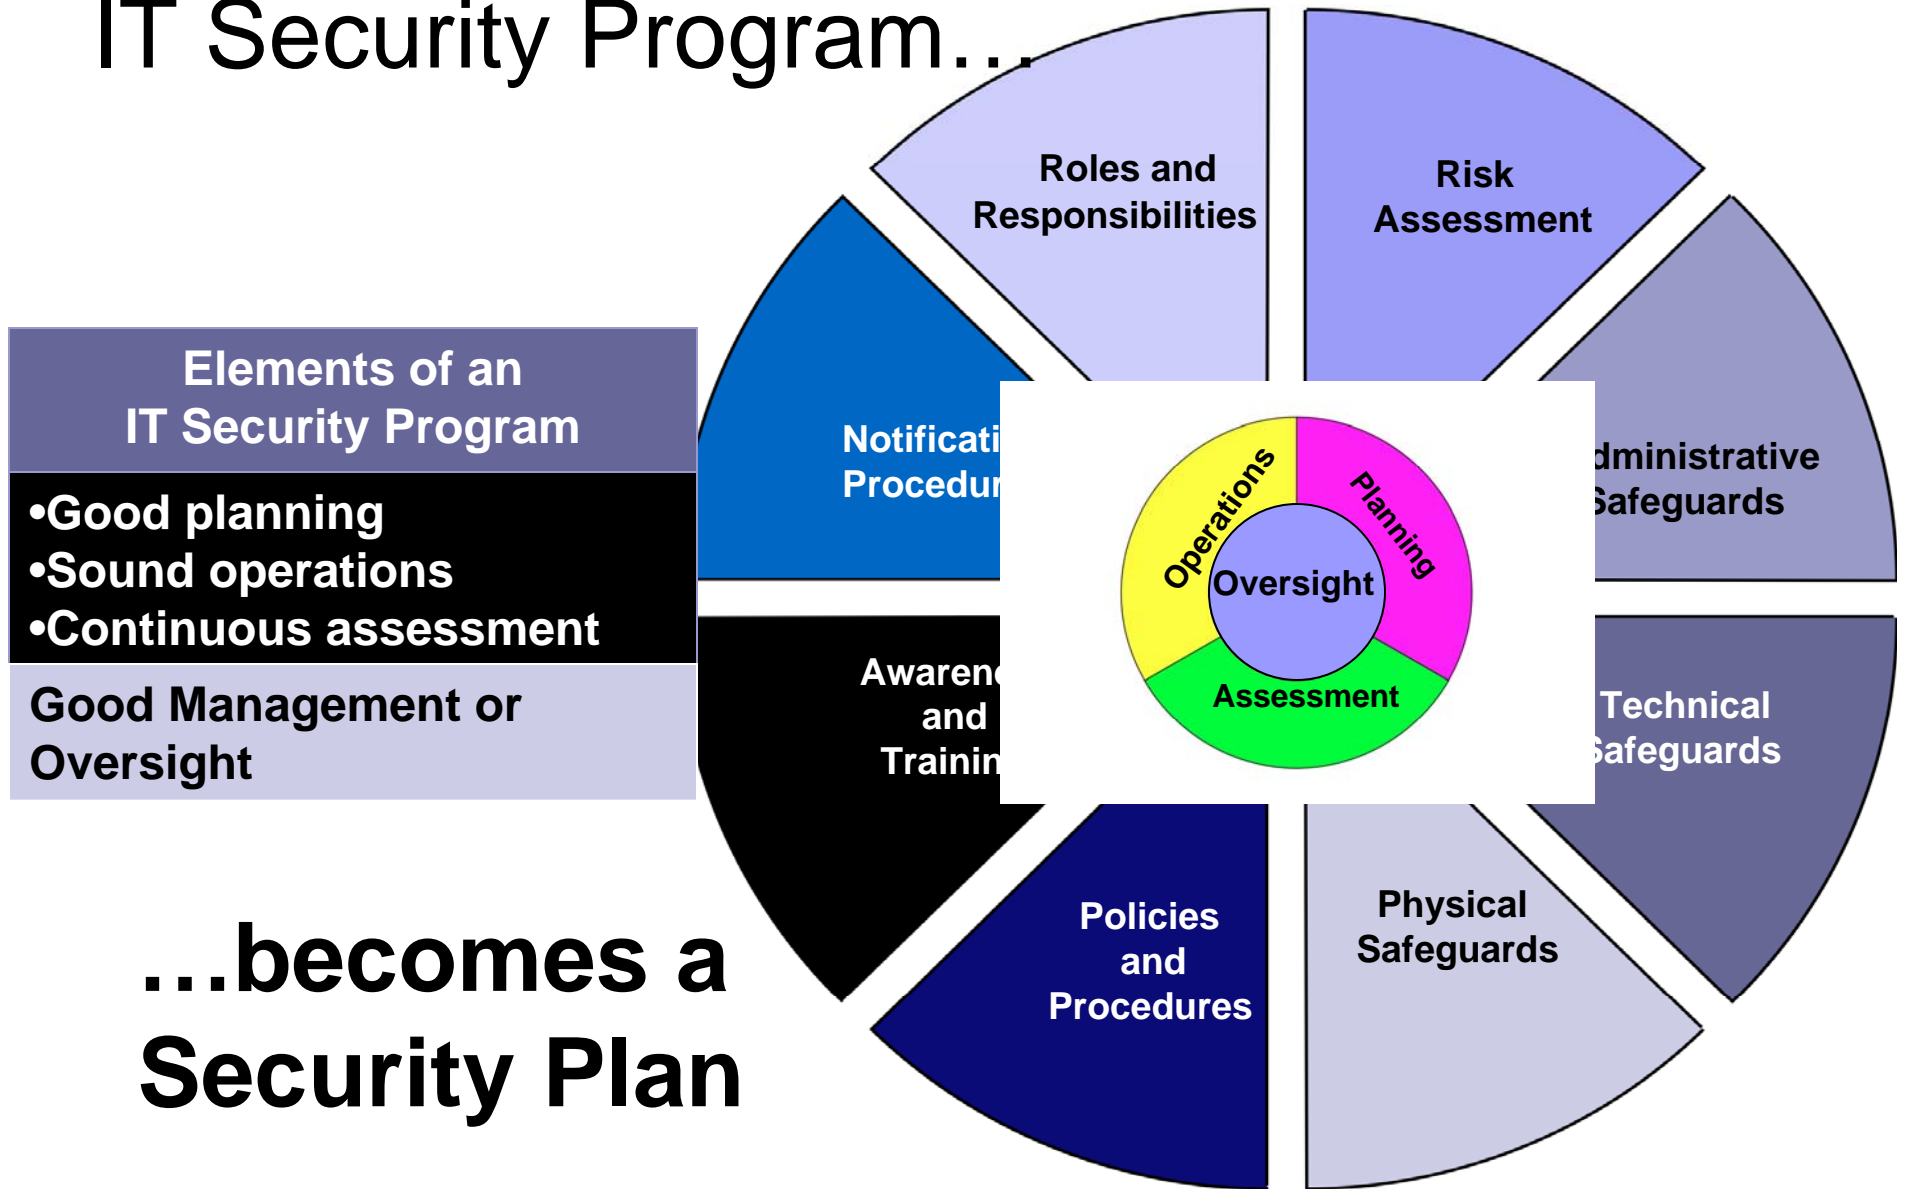 IT Security Program…
Roles and
Responsibilities
Risk
Assessment
Elements of an
IT Security Program
•Good planning
•Sound operations
•Continuous assessment
Good Management or
Oversight
Notificati
Procedur
Operations
Planning
Oversight
Assessment
dministrative
Safeguards
Awaren
and
Trainin
Technical
Safeguards
Policies
and
Procedures
Physical
Safeguards
…becomes a
Security Plan